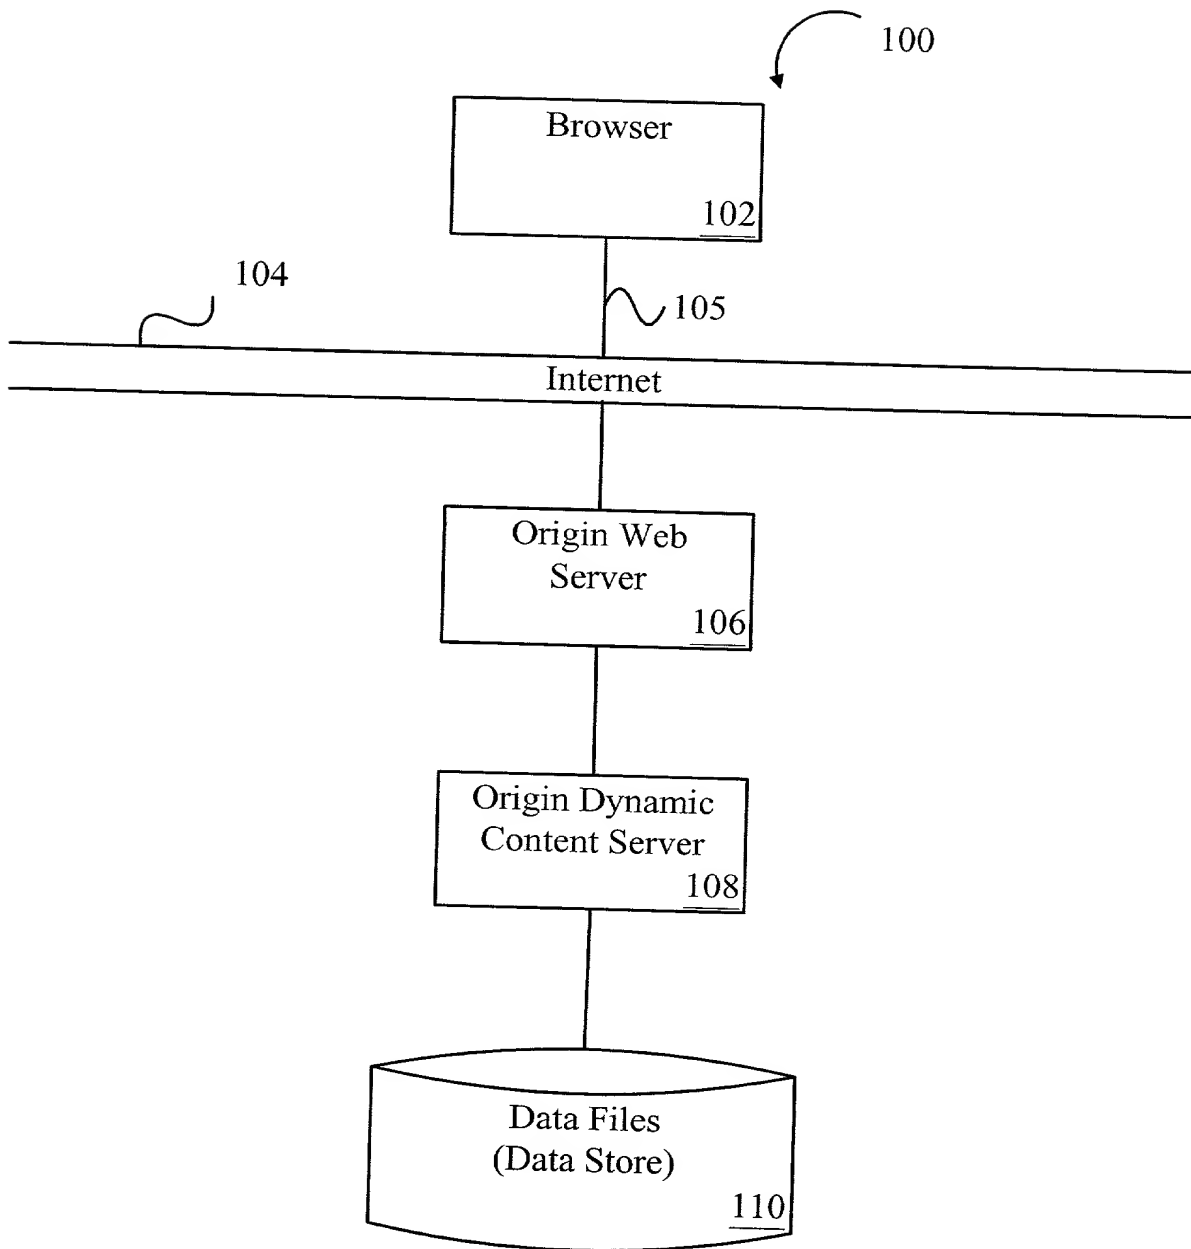 100
Browser
102
104
105
Internet
Origin Web
Server
106
Origin Dynamic
Content Server
108
Data Files
(Data Store)
110